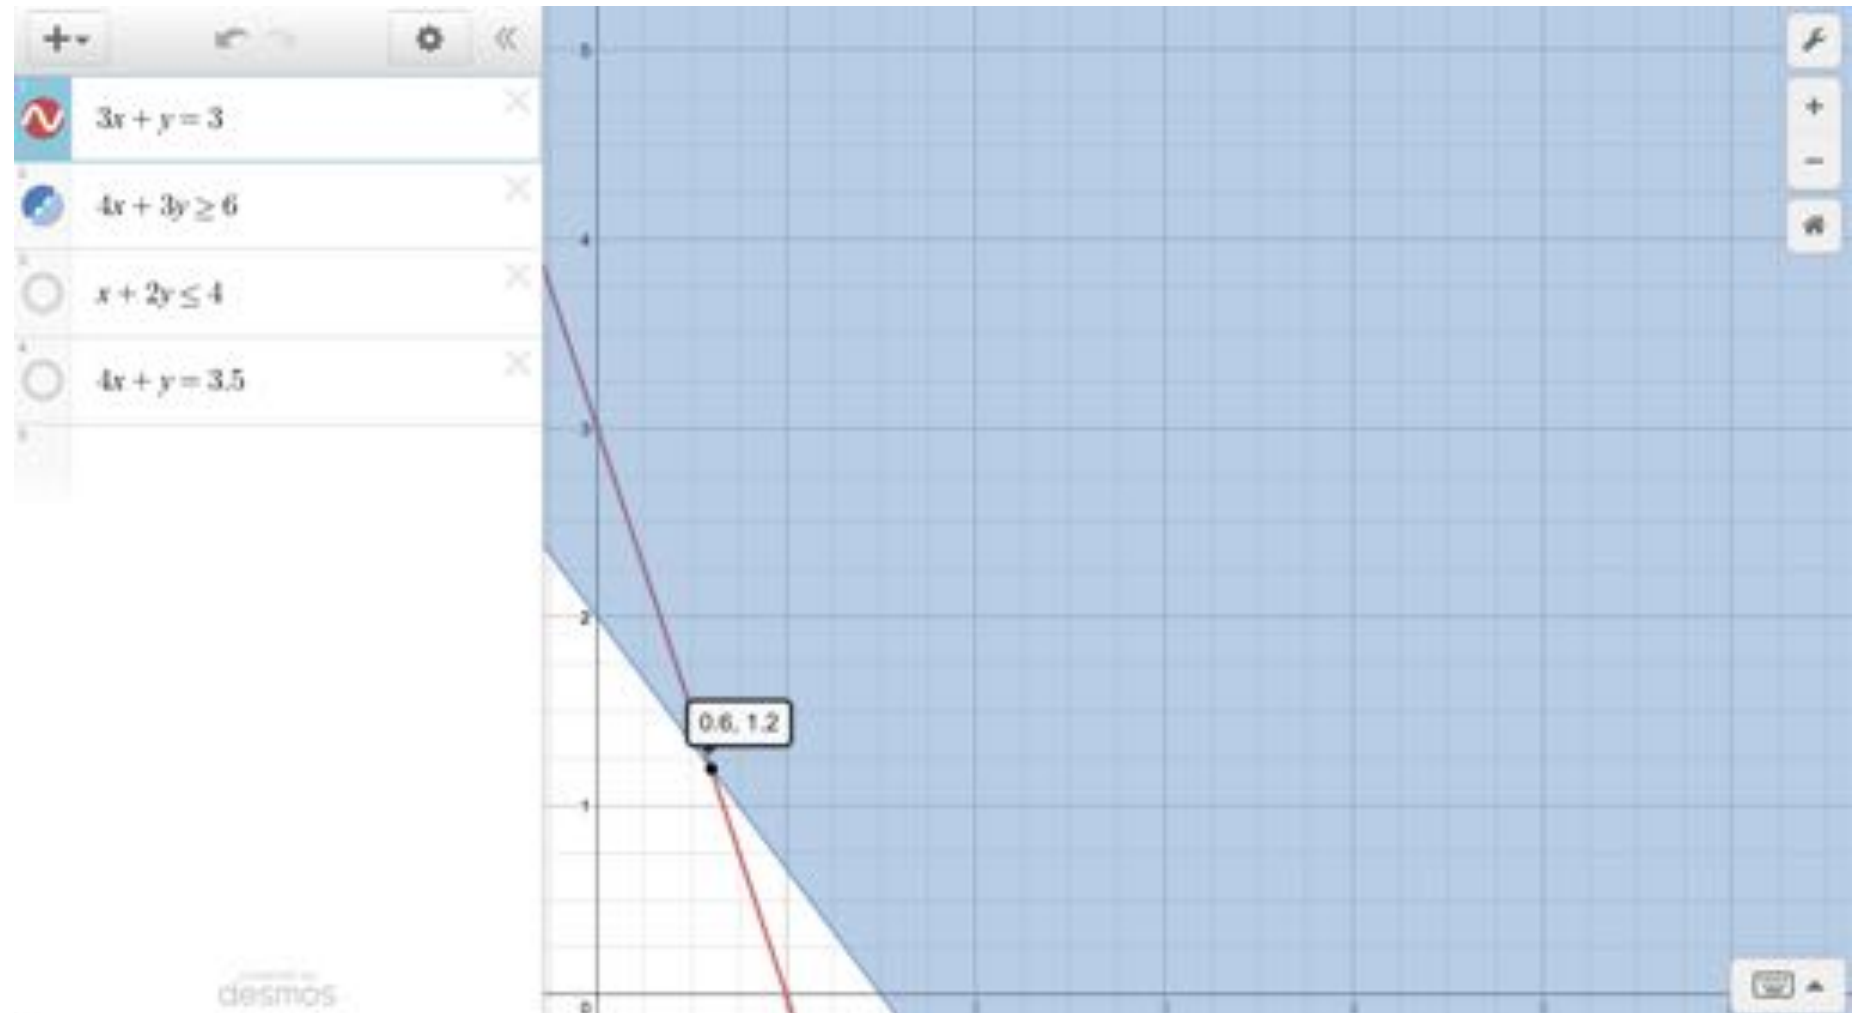 3x + y = 3
4x + 3y ≥ 6
x + 2y ≤ 4
4x + y = 3.5
desmos
5
4
3
2
0.6, 1.2
1
0